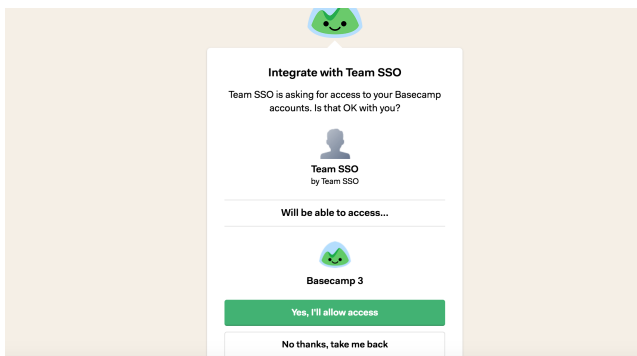 Integrate with Team SSO
Team SSO is asking for access to your Basecamp
accounts. Is that OK with you?
Team SSO
by Team SSO
Will be able to access...
Basecamp 3
Yes, I'll allow access
No thanks, take me back